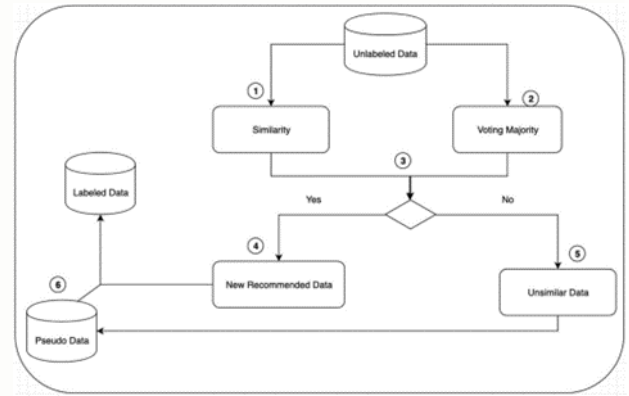 Unlabeled Data
1
2
Similarity
Voting Majority
3
Labeled Data
Yes
No
4
5
New Recommended Data
6
Unsimilar Data
Pseudo Data